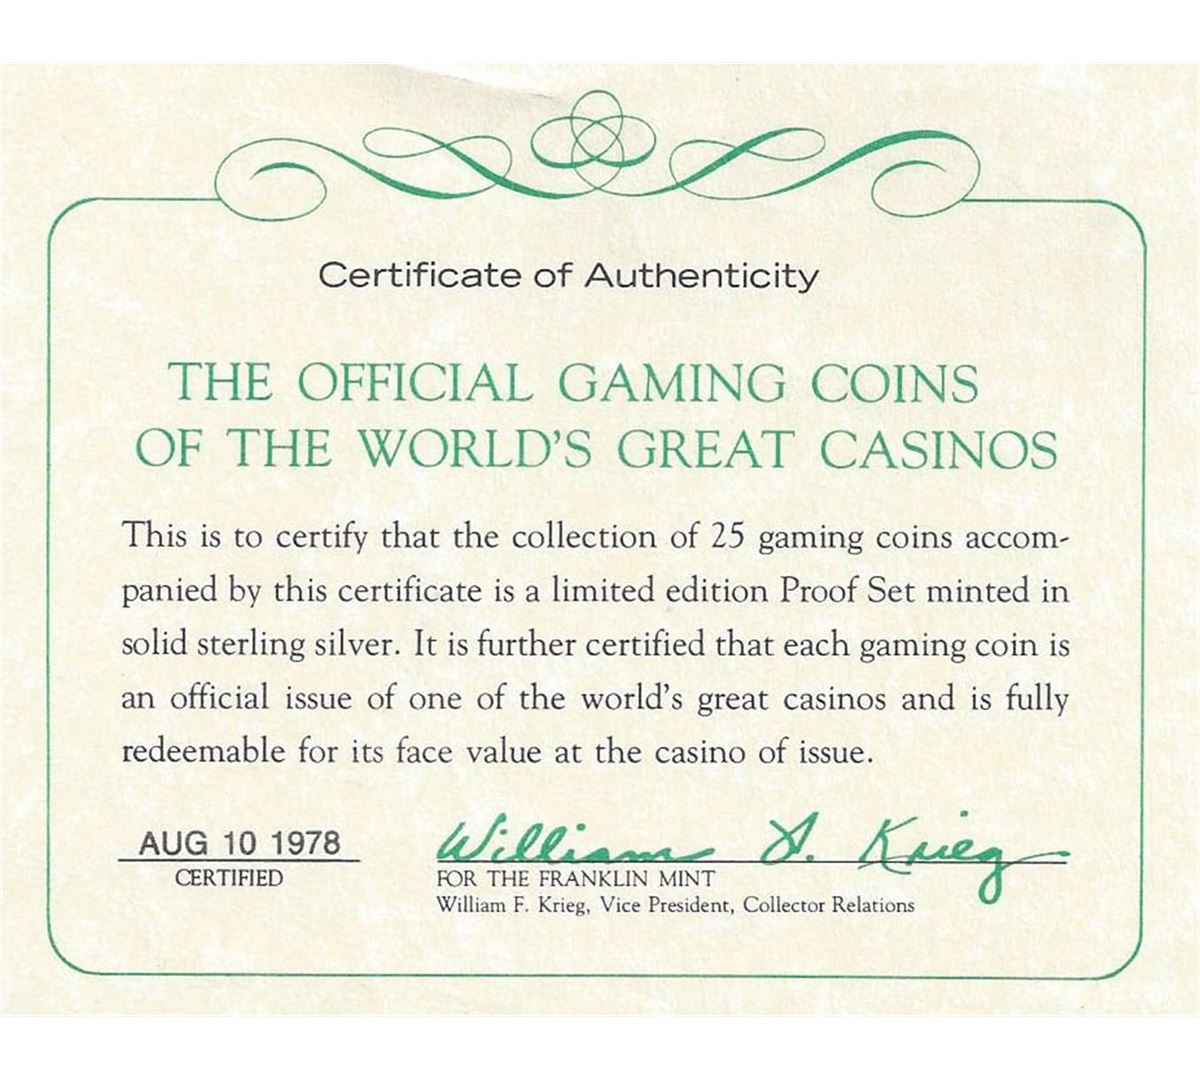 Certificate of Authenticity
THE OFFICIAL GAMING COINS
OF THE WORLD'S GREAT CASINOS
This is to certify that the collection of 25 gaming coins accom-
panied by this certificate is a limited edition Proof Set minted in
solid sterling silver. It is further certified that each gaming coin is
an official issue of one of the world's great casinos and is fully
redeemable for its face value at the casino of issue.
AUG 10 1978
CERTIFIED
William F. Krieg
FOR THE FRANKLIN MINT
William F. Krieg, Vice President, Collector Relations